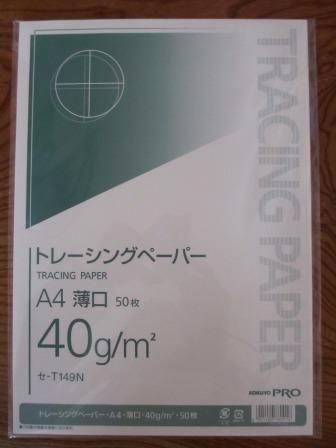 TRACING PAPER
トレーシングペーパー
TRACING PAPER
A4 薄口 50枚
40g/m²
セ-T149N
KOKUYO PRO
トレーシングペーパー・A4・薄口・40g/m²・50枚